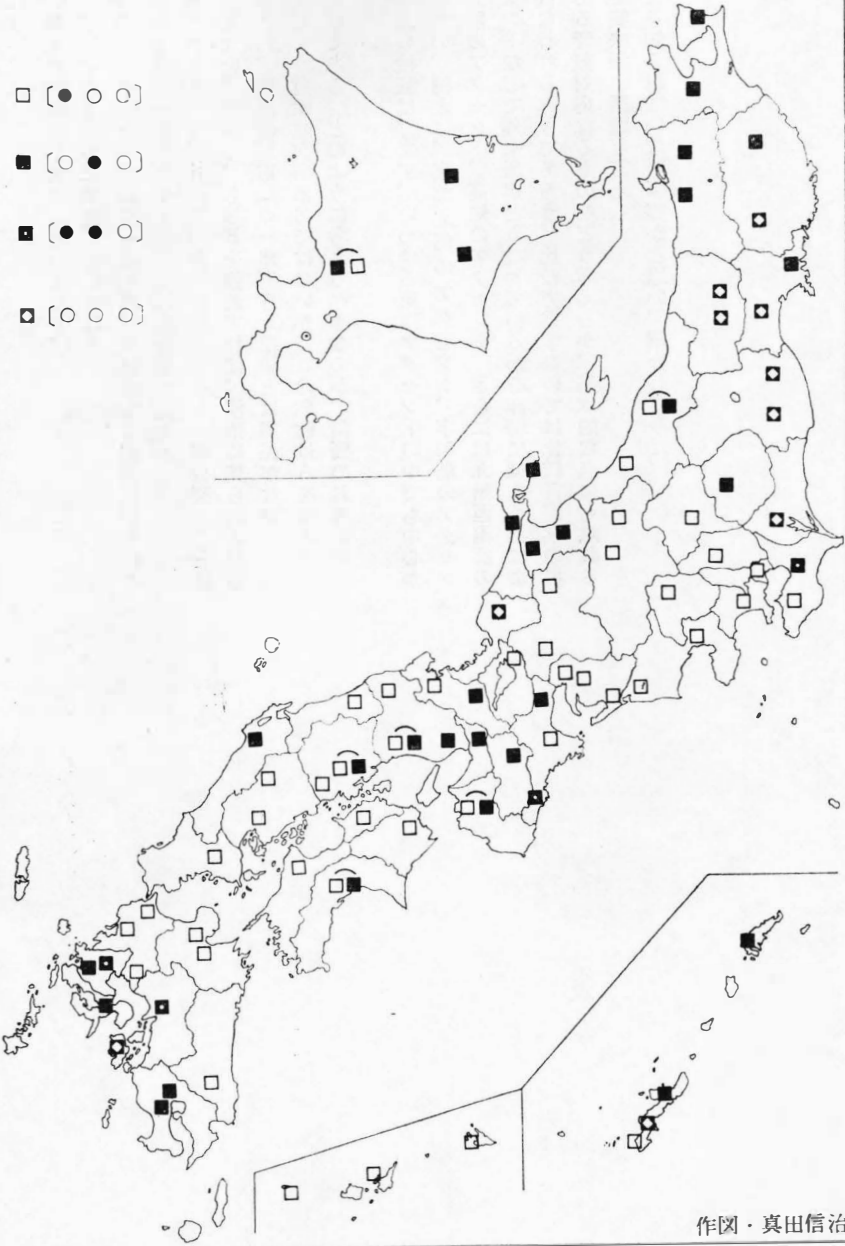 □ [● ○ ○]
■ [○ ● ○]
▣ [● ● ○]
◈ [○ ○ ○]
作図・真田信治